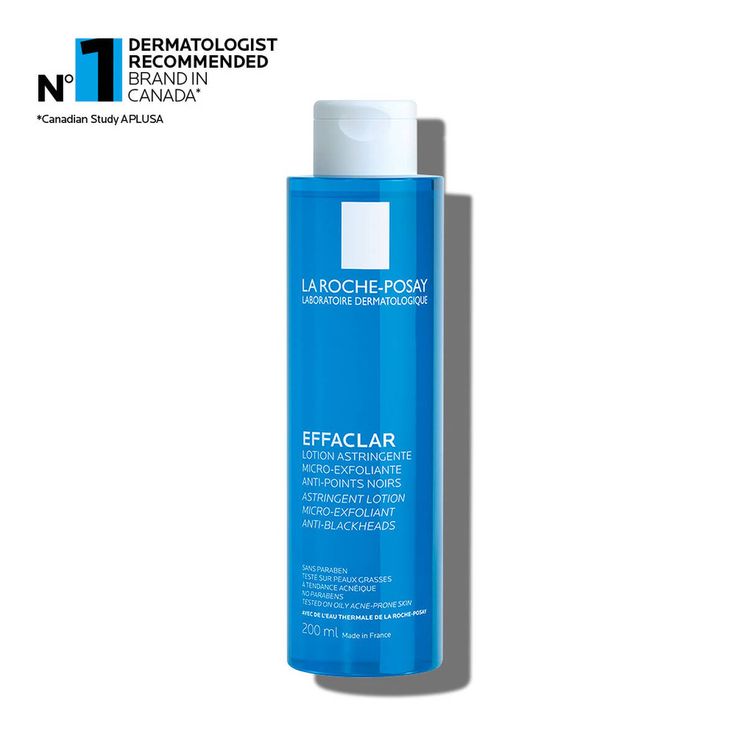 N°1 DERMATOLOGIST
RECOMMENDED
BRAND IN
CANADA*
*Canadian Study APLUSA
LA ROCHE-POSAY
LABORATOIRE DERMATOLOGIQUE
EFFACLAR
LOTION ASTRINGENTE
MICRO-EXFOLIANTE
ANTI-POINTS NOIRS
ASTRINGENT LOTION
MICRO-EXFOLIANT
ANTI-BLACKHEADS
SANS PARABEN
TESTÉ SUR PEAUX GRASSES
À TENDANCE ACNÉIQUE
NO PARABENS
TESTED ON OILY ACNE-PRONE SKIN
AVEC DE L'EAU THERMALE DE LA ROCHE-POSAY
200 ml Made in France